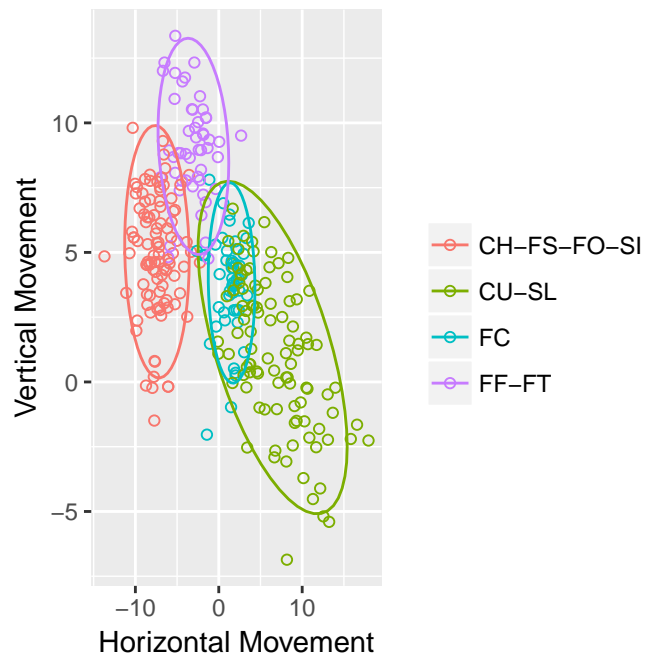 10
5
0
−5
−10
0
10
Vertical Movement
Horizontal Movement
CH−FS−FO−SI
CU−SL
FC
FF−FT